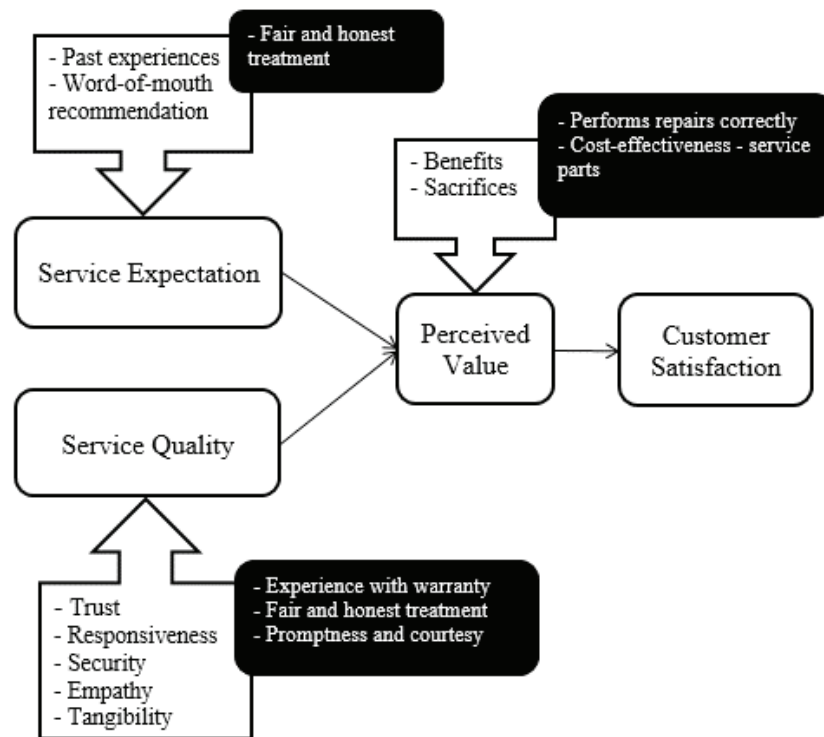 - Past experiences
- Word-of-mouth
recommendation
- Fair and honest
treatment
- Benefits
- Sacrifices
- Performs repairs correctly
- Cost-effectiveness - service
parts
Service Expectation
Perceived
Value
Customer
Satisfaction
Service Quality
- Trust
- Responsiveness
- Security
- Empathy
- Tangibility
- Experience with warranty
- Fair and honest treatment
- Promptness and courtesy